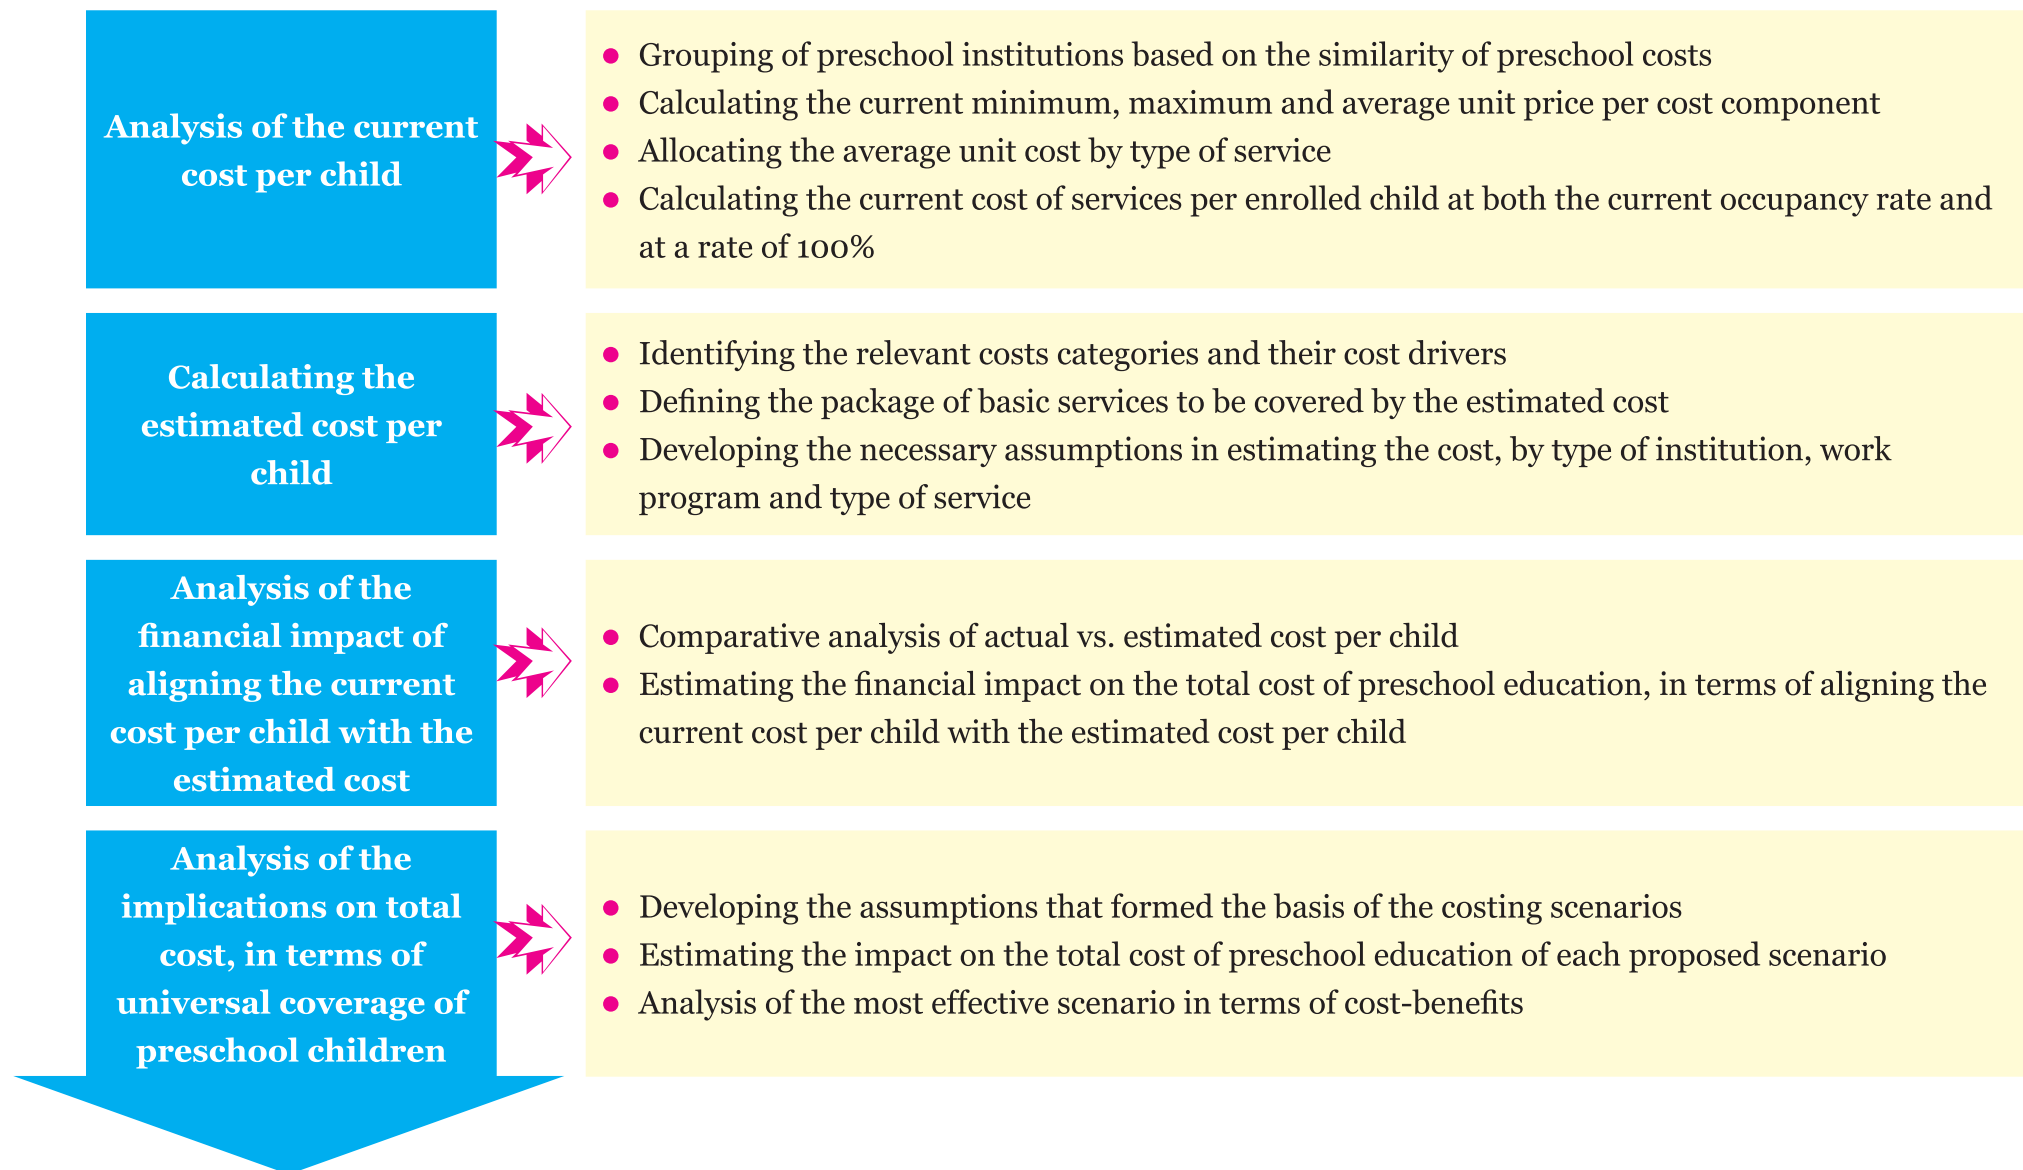 Analysis of the current
cost per child
● Grouping of preschool institutions based on the similarity of preschool costs
● Calculating the current minimum, maximum and average unit price per cost component
● Allocating the average unit cost by type of service
● Calculating the current cost of services per enrolled child at both the current occupancy rate and
at a rate of 100%
Calculating the
estimated cost per
child
● Identifying the relevant costs categories and their cost drivers
● Defining the package of basic services to be covered by the estimated cost
● Developing the necessary assumptions in estimating the cost, by type of institution, work
program and type of service
Analysis of the
financial impact of
aligning the current
cost per child with the
estimated cost
● Comparative analysis of actual vs. estimated cost per child
● Estimating the financial impact on the total cost of preschool education, in terms of aligning the
current cost per child with the estimated cost per child
Analysis of the
implications on total
cost, in terms of
universal coverage of
preschool children
● Developing the assumptions that formed the basis of the costing scenarios
● Estimating the impact on the total cost of preschool education of each proposed scenario
● Analysis of the most effective scenario in terms of cost-benefits